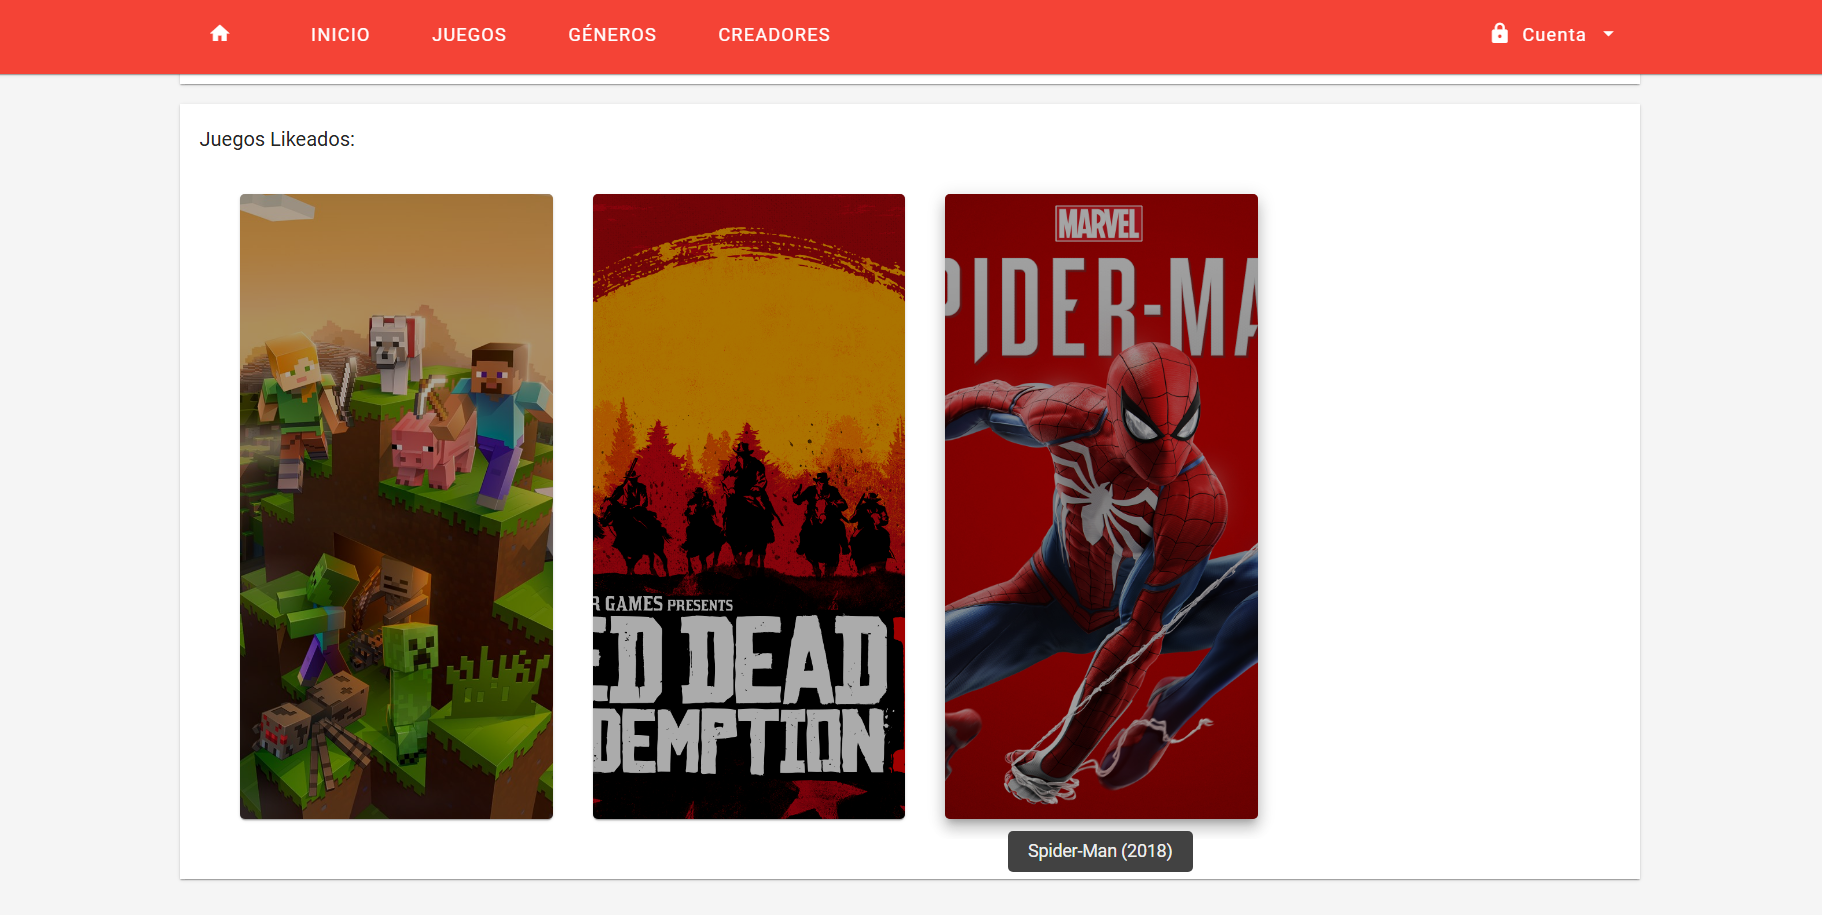 INICIO
JUEGOS
GÉNEROS
CREADORES
Cuenta
Juegos Likeados:
R GAMES PRESENTS
ED DEAD
DEMPTION
MARVEL
PIDER-MA
Spider-Man (2018)